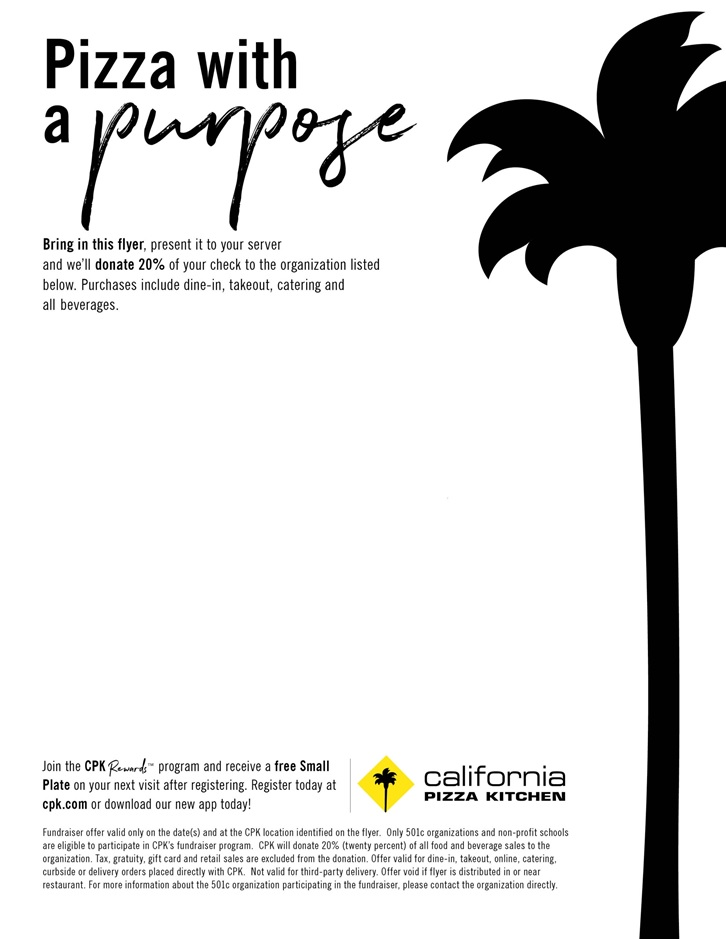 Pizza with
a purpose
Bring in this flyer, present it to your server
and we'll donate 20% of your check to the organization listed
below. Purchases include dine-in, takeout, catering and
all beverages.
Join the CPK Rewards™ program and receive a free Small
Plate on your next visit after registering. Register today at
cpk.com or download our new app today!
california
PIZZA KITCHEN
Fundraiser offer valid only on the date(s) and at the CPK location identified on the flyer. Only 501c organizations and non-profit schools
are eligible to participate in CPK's fundraiser program. CPK will donate 20% (twenty percent) of all food and beverage sales to the
organization. Tax, gratuity, gift card and retail sales are excluded from the donation. Offer valid for dine-in, takeout, online, catering,
curbside or delivery orders placed directly with CPK. Not valid for third-party delivery. Offer void if flyer is distributed in or near
restaurant. For more information about the 501c organization participating in the fundraiser, please contact the organization directly.